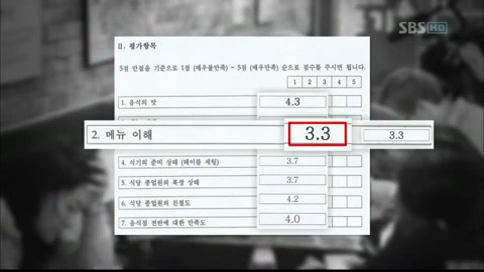 SBS HD
II. 평가항목
5점 만점을 기준으로 1점 (매우불만족) ~ 5점 (매우만족) 순으로 점수를 주시면 됩니다.
1 2 3 4 5
1. 음식의 맛 4.3
2. 메뉴 이해 3.3 3.3
4. 식기의 준비 상태 (테이블 세팅) 3.7
5. 식당 종업원의 복장 상태 3.7
6. 식당 종업원의 친절도 4.2
7. 음식점 전반에 대한 만족도 4.0